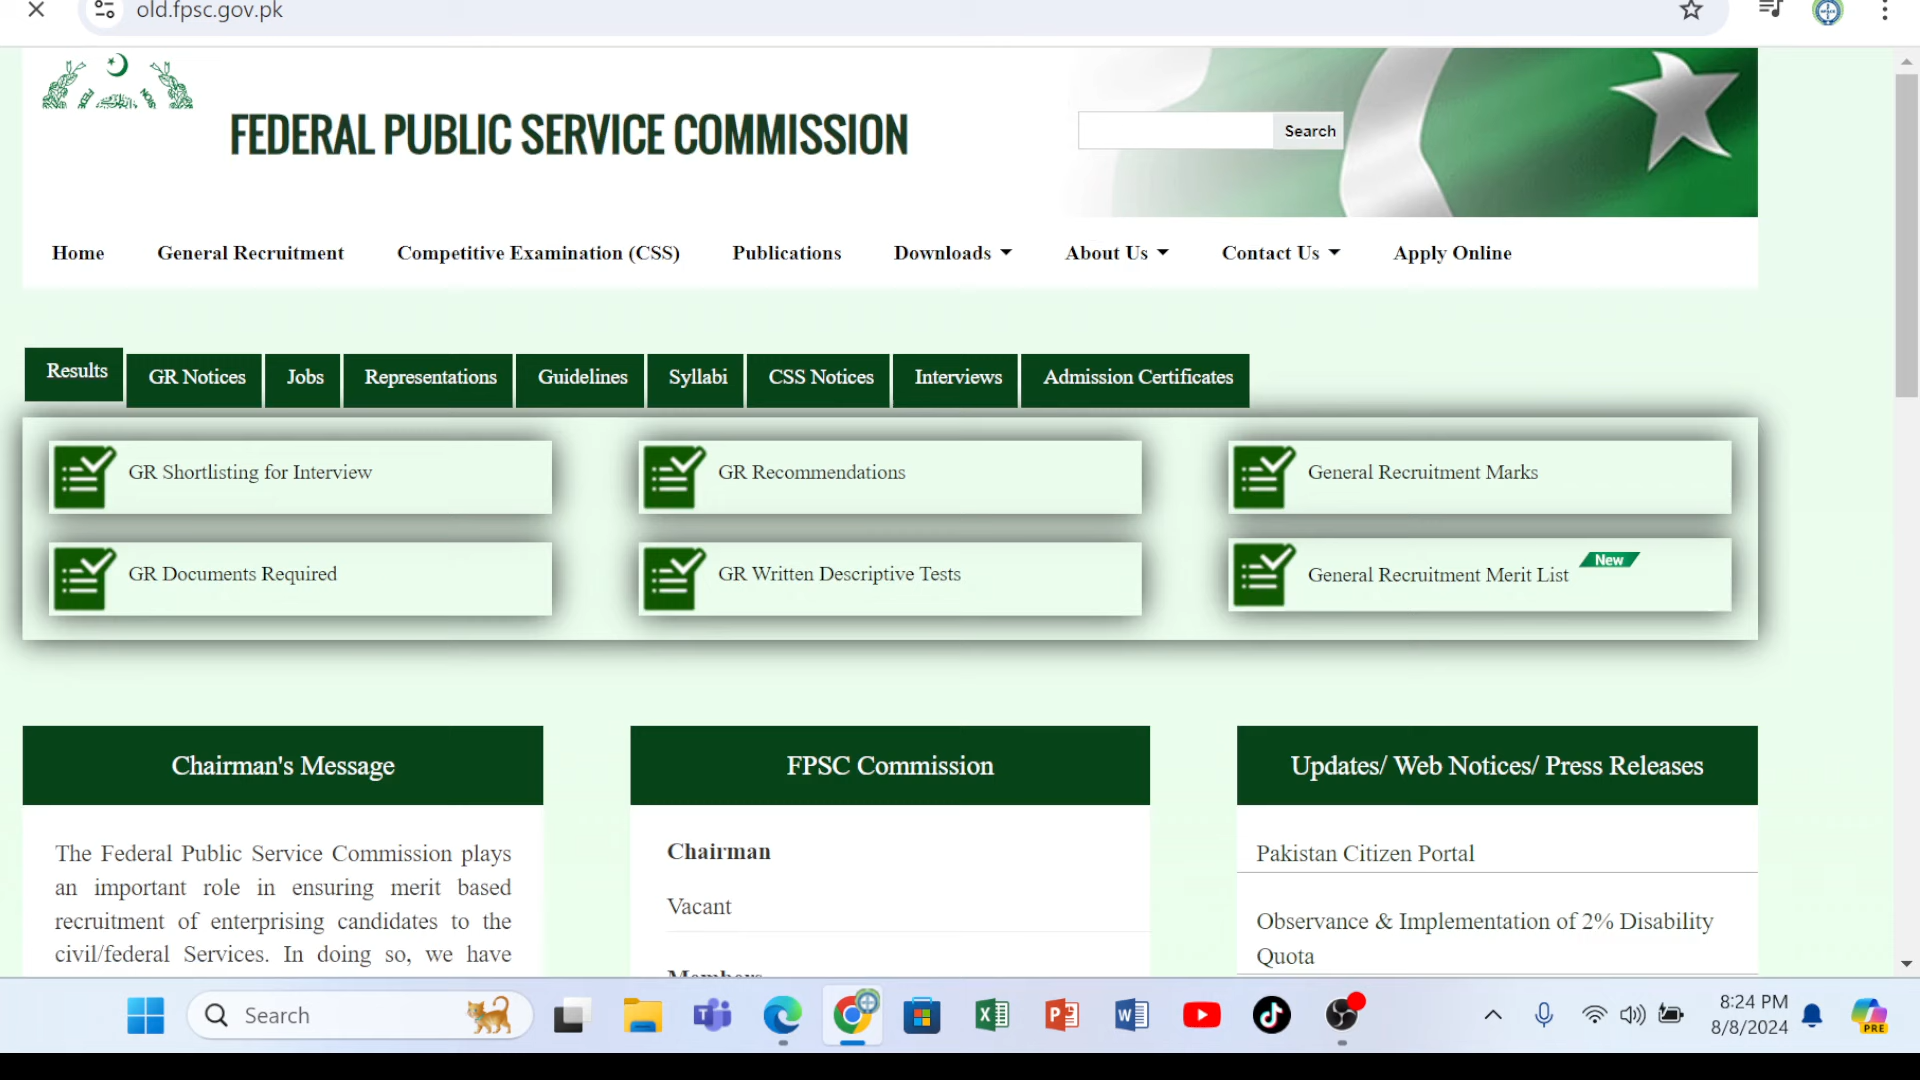 old.fpsc.gov.pk
FEDERAL PUBLIC SERVICE COMMISSION
Search
Home General Recruitment Competitive Examination (CSS) Publications Downloads About Us Contact Us Apply Online
Results GR Notices Jobs Representations Guidelines Syllabi CSS Notices Interviews Admission Certificates
GR Shortlisting for Interview
GR Recommendations
General Recruitment Marks
GR Documents Required
GR Written Descriptive Tests
General Recruitment Merit List New
Chairman's Message
The Federal Public Service Commission plays
an important role in ensuring merit based
recruitment of enterprising candidates to the
civil/federal Services. In doing so, we have
FPSC Commission
Chairman
Vacant
Members
Updates/ Web Notices/ Press Releases
Pakistan Citizen Portal
Observance & Implementation of 2% Disability
Quota
Search
8:24 PM
8/8/2024
PRE